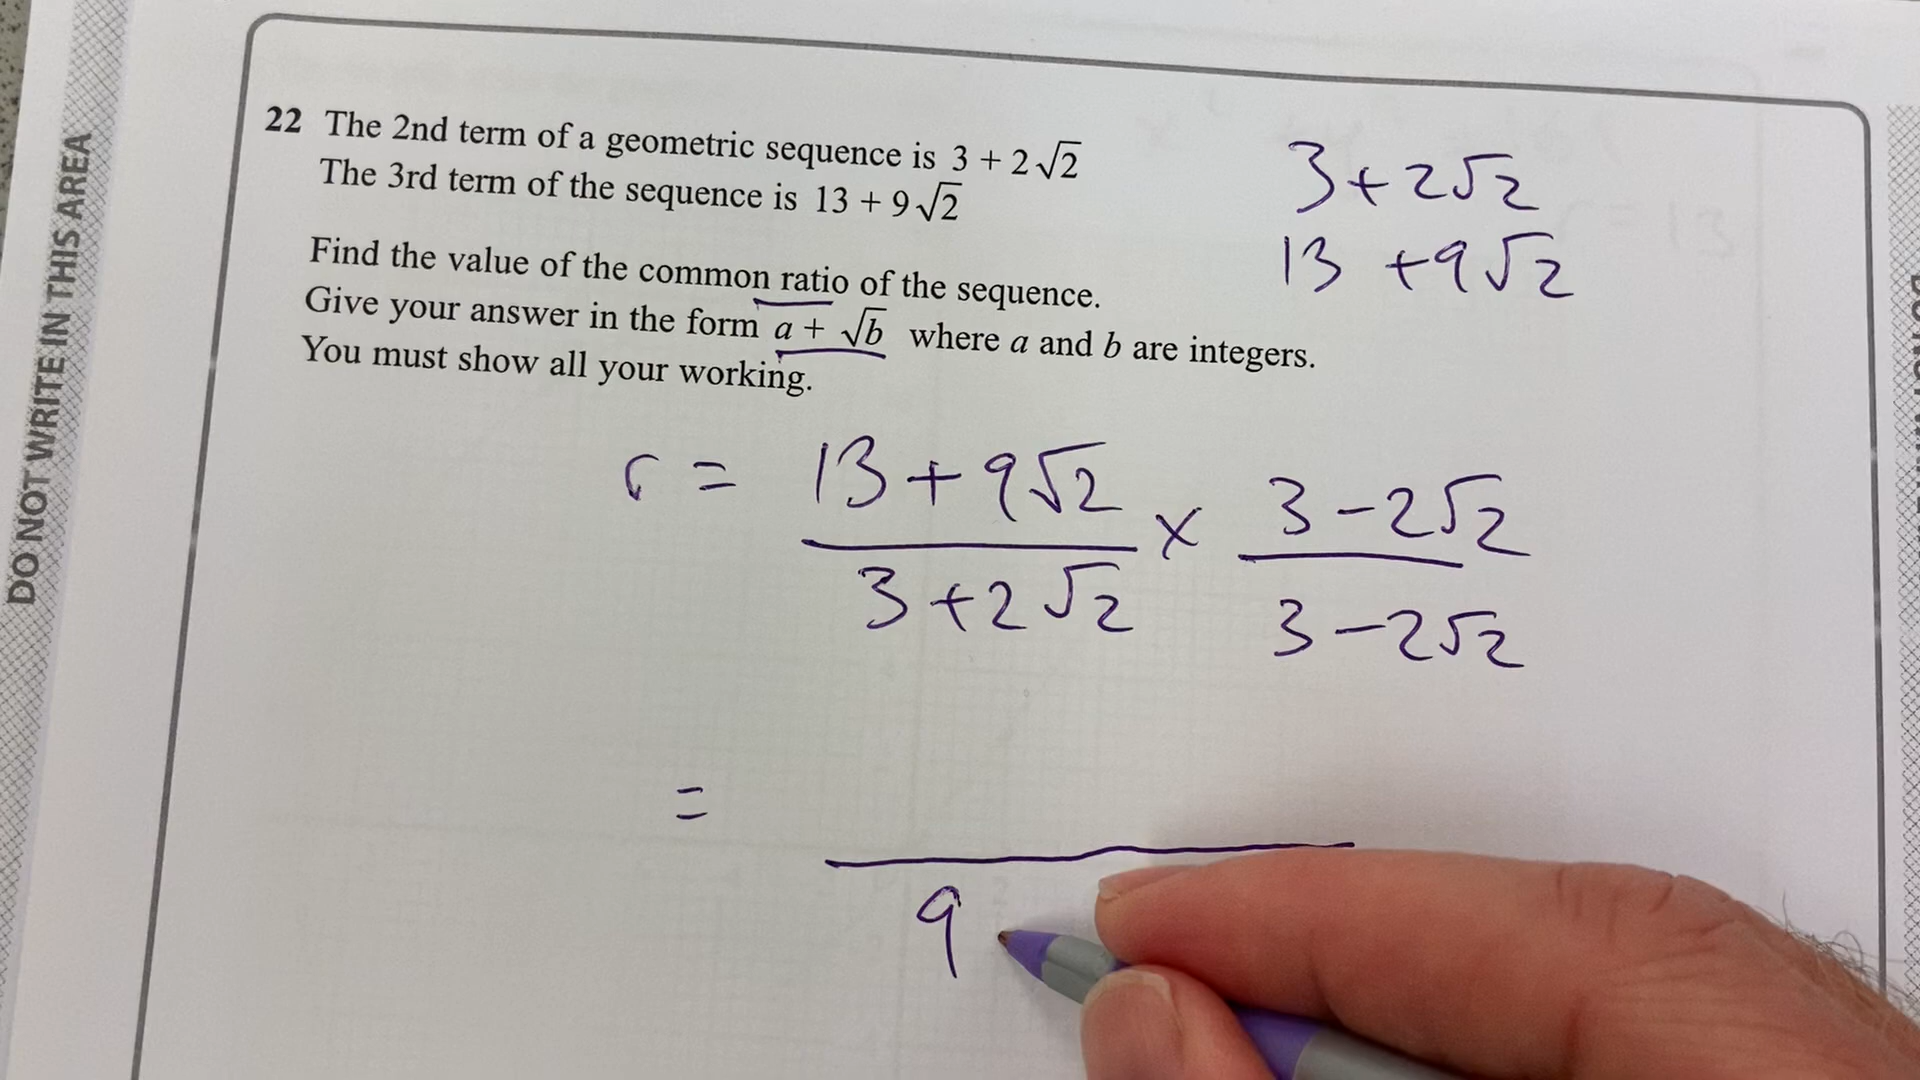 DO NOT WRITE IN THIS AREA
22 The 2nd term of a geometric sequence is 3 + 2√2
The 3rd term of the sequence is 13 + 9√2
Find the value of the common ratio of the sequence.
Give your answer in the form a + √b where a and b are integers.
You must show all your working.
3+2√2
13 +9√2
r = 13+9√2 / 3+2√2 × 3-2√2 / 3-2√2
=
9